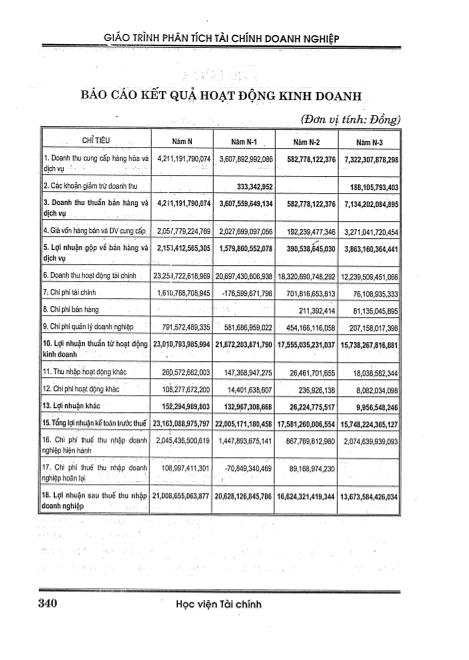 GIÁO TRÌNH PHÂN TÍCH TÀI CHÍNH DOANH NGHIỆP
BÁO CÁO KẾT QUẢ HOẠT ĐỘNG KINH DOANH
(Đơn vị tính: Đồng)
CHỈ TIÊU Năm N Năm N-1 Năm N-2 Năm N-3
1. Doanh thu cung cấp hàng hóa và 4,211,191,790,074 3,607,892,992,086 582,778,122,376 7,322,307,878,298
dịch vụ
2. Các khoản giảm trừ doanh thu 333,342,952 188,105,793,403
3. Doanh thu thuần bán hàng và 4,211,191,790,074 3,607,559,649,134 582,778,122,376 7,134,202,084,895
dịch vụ
4. Giá vốn hàng bán và DV cung cấp 2,057,779,224,769 2,027,699,097,056 192,239,477,346 3,271,041,720,454
5. Lợi nhuận gộp về bán hàng và 2,153,412,565,305 1,579,860,552,078 390,538,645,030 3,863,160,364,441
dịch vụ
6. Doanh thu hoạt động tài chính 23,253,722,618,969 20,697,430,606,938 18,320,690,748,292 12,239,509,451,066
7. Chi phí tài chính 1,610,768,708,945 -176,599,671,796 701,816,653,813 76,108,935,333
8. Chi phí bán hàng 211,392,414 81,135,045,895
9. Chi phí quản lý doanh nghiệp 791,572,489,335 581,686,959,022 454,166,116,058 207,158,017,398
10. Lợi nhuận thuần từ hoạt động 23,010,793,985,994 21,872,203,871,790 17,555,035,231,037 15,738,267,816,881
kinh doanh
11. Thu nhập hoạt động khác 260,572,662,003 147,368,947,275 26,461,701,655 18,038,582,344
12. Chi phí hoạt động khác 108,277,672,200 14,401,638,607 236,926,138 8,082,034,098
13. Lợi nhuận khác 152,294,989,803 132,967,308,668 26,224,775,517 9,956,548,246
15. Tổng lợi nhuận kế toán trước thuế 23,163,088,975,797 22,005,171,180,458 17,581,260,006,554 15,748,224,365,127
16. Chi phí thuế thu nhập doanh 2,045,436,500,619 1,447,893,675,141 867,769,612,980 2,074,639,939,093
nghiệp hiện hành
17. Chi phí thuế thu nhập doanh 108,997,411,301 -70,849,340,469 89,168,974,230
nghiệp hoãn lại
18. Lợi nhuận sau thuế thu nhập 21,008,655,063,877 20,628,126,845,786 16,624,321,419,344 13,673,584,426,034
doanh nghiệp
340 Học viện Tài chính